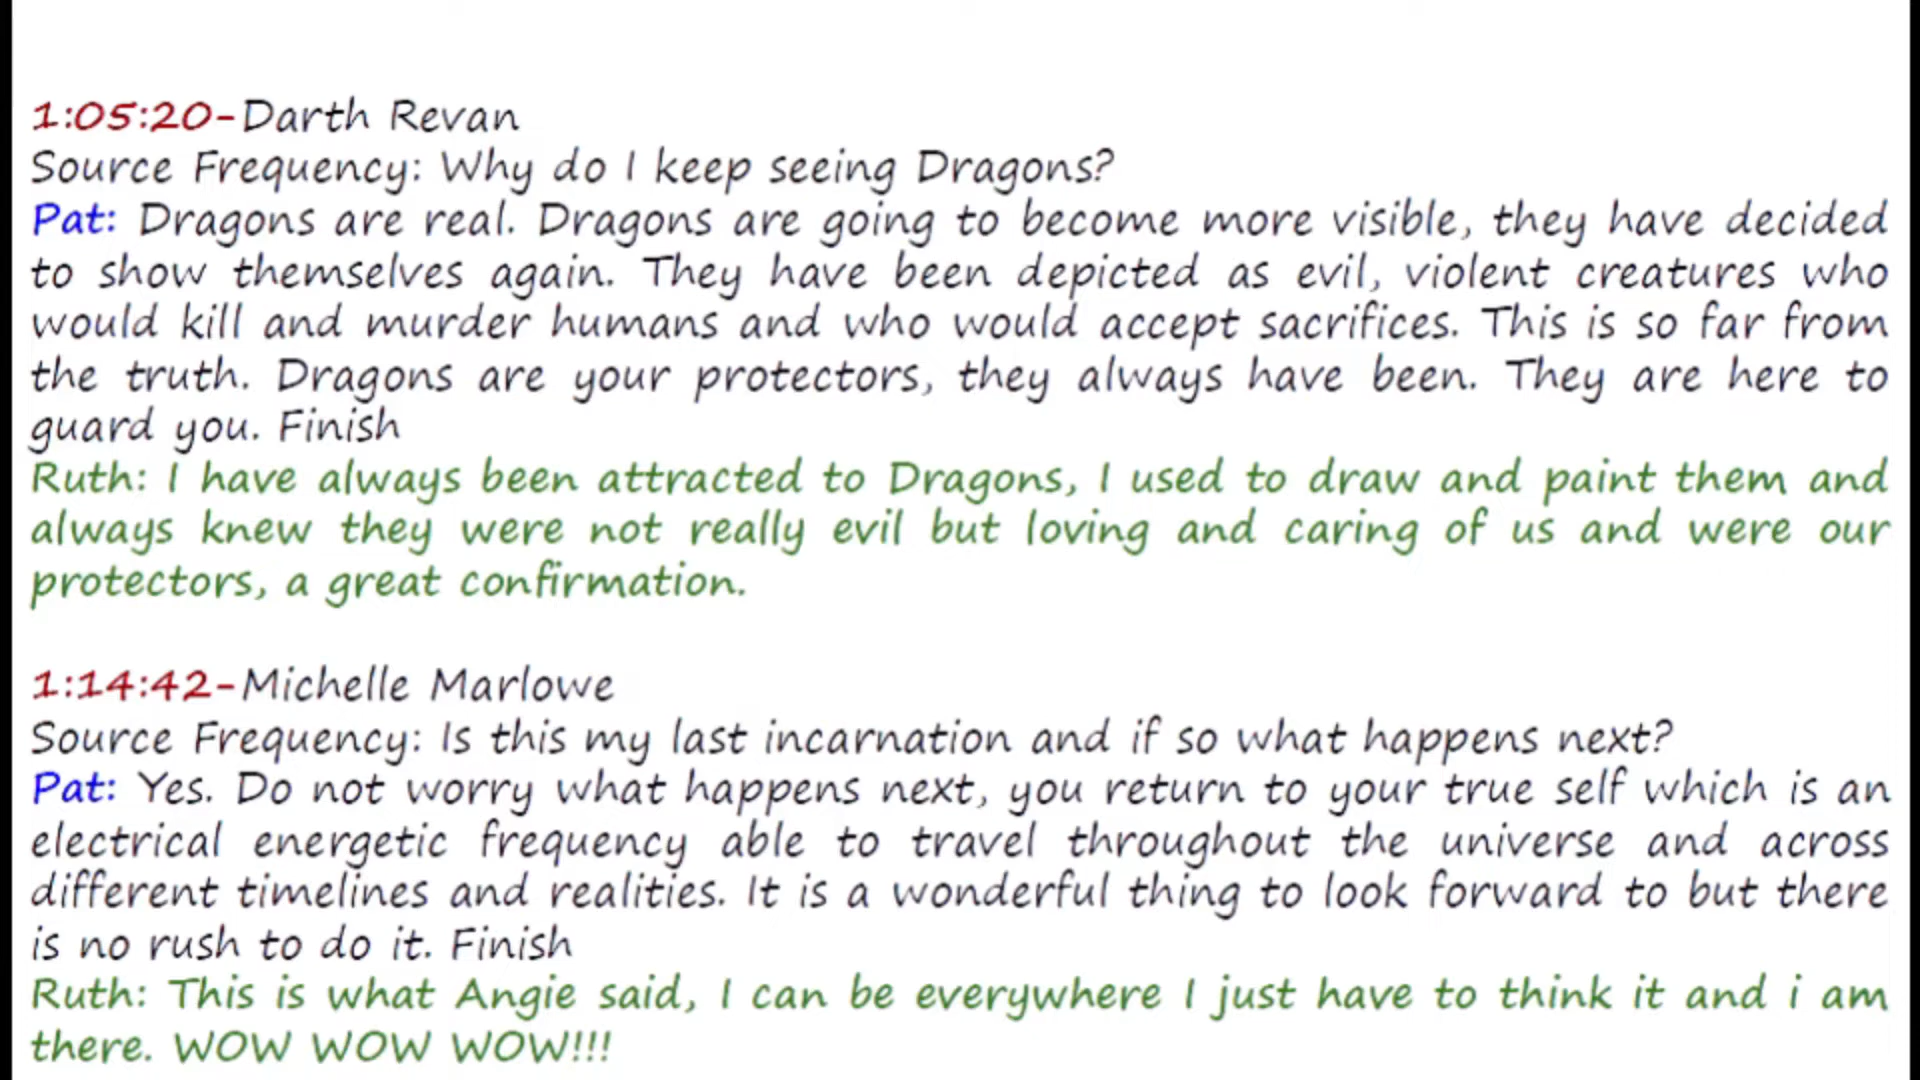 1:05:20-Darth Revan
Source Frequency: Why do I keep seeing Dragons?
Pat: Dragons are real. Dragons are going to become more visible, they have decided
to show themselves again. They have been depicted as evil, violent creatures who
would kill and murder humans and who would accept sacrifices. This is so far from
the truth. Dragons are your protectors, they always have been. They are here to
guard you. Finish
Ruth: I have always been attracted to Dragons, I used to draw and paint them and
always knew they were not really evil but loving and caring of us and were our
protectors, a great confirmation.
1:14:42-Michelle Marlowe
Source Frequency: Is this my last incarnation and if so what happens next?
Pat: Yes. Do not worry what happens next, you return to your true self which is an
electrical energetic frequency able to travel throughout the universe and across
different timelines and realities. It is a wonderful thing to look forward to but there
is no rush to do it. Finish
Ruth: This is what Angie said, I can be everywhere I just have to think it and i am
there. WOW WOW WOW!!!